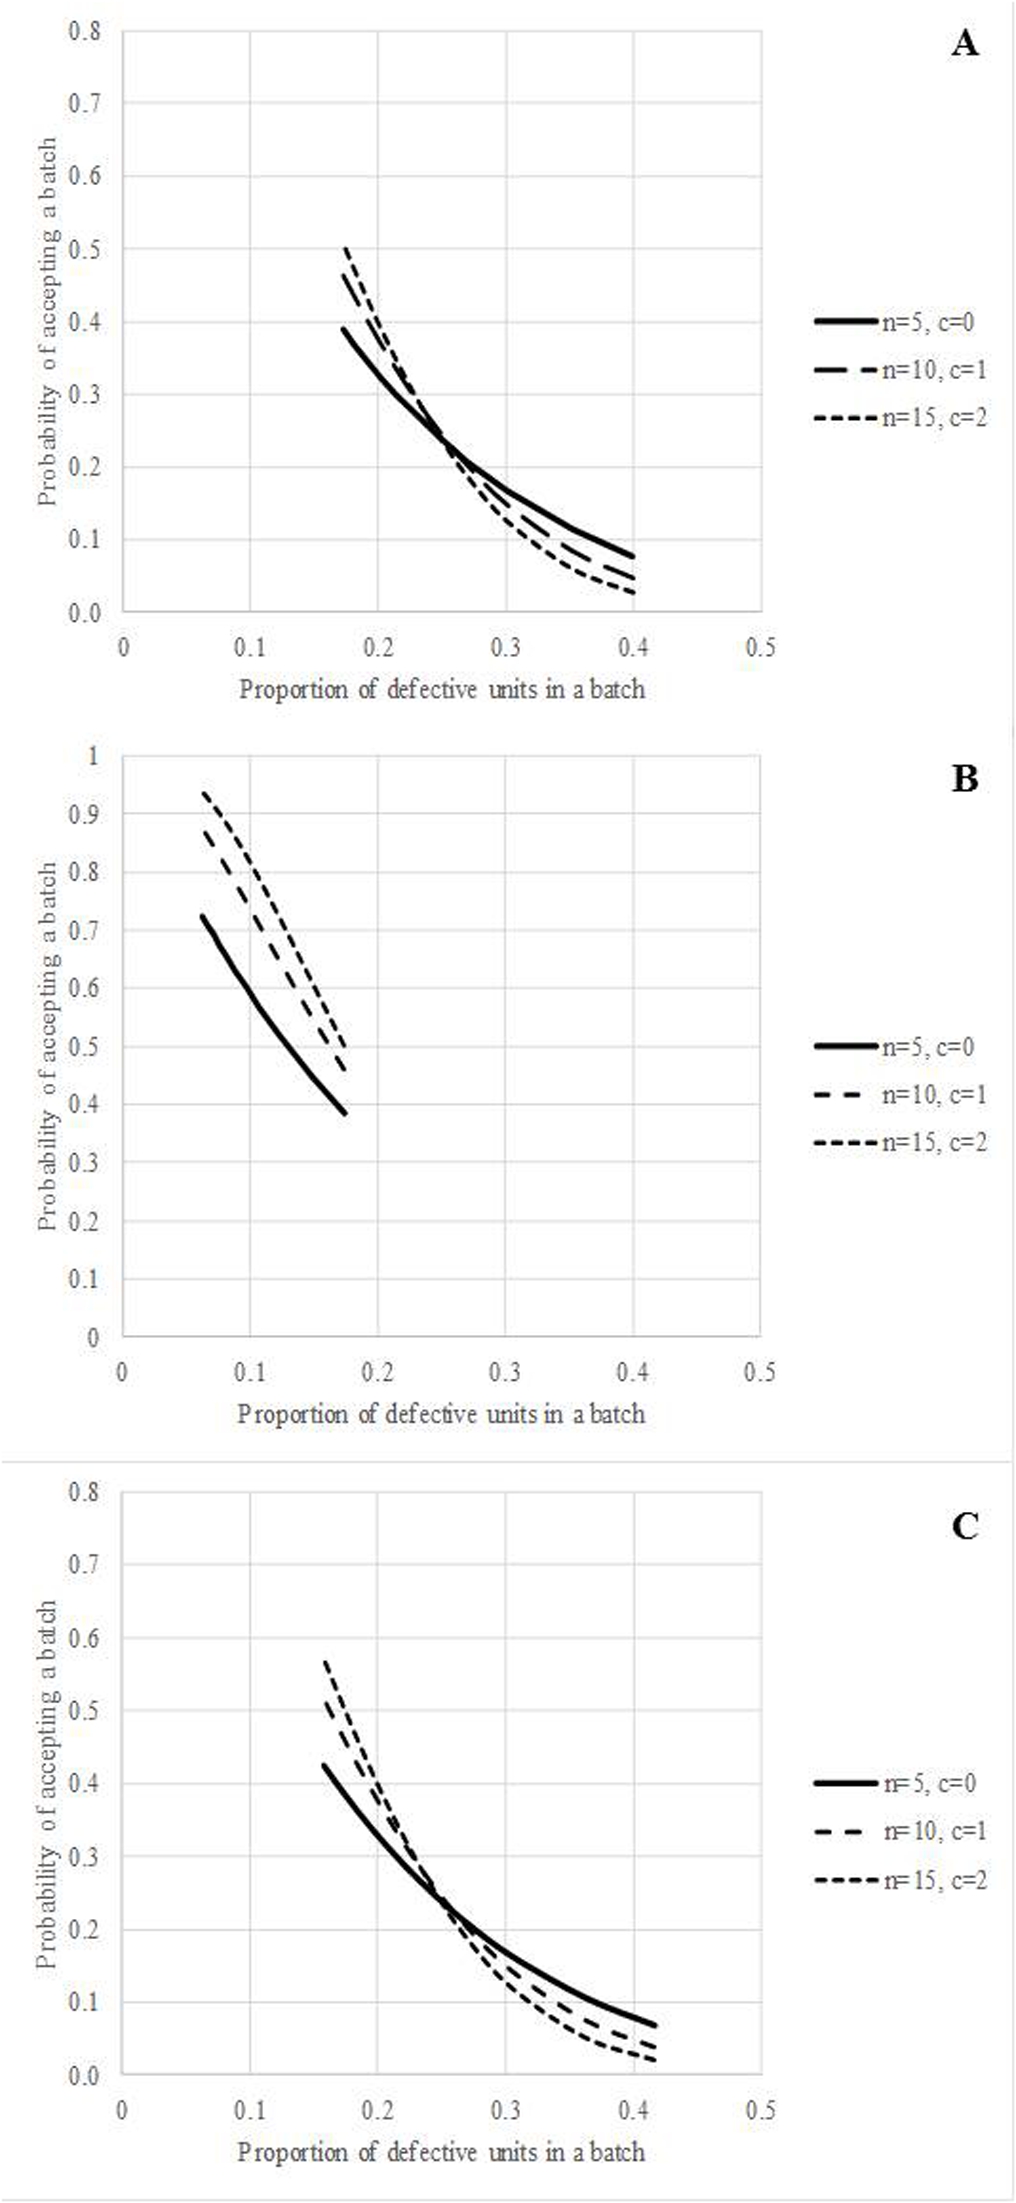 A
Probability of accepting a batch
0.8
0.7
0.6
0.5
0.4
0.3
0.2
0.1
0.0
0 0.1 0.2 0.3 0.4 0.5
Proportion of defective units in a batch
n=5, c=0
n=10, c=1
n=15, c=2
B
Probability of accepting a batch
1
0.9
0.8
0.7
0.6
0.5
0.4
0.3
0.2
0.1
0
0 0.1 0.2 0.3 0.4 0.5
Proportion of defective units in a batch
n=5, c=0
n=10, c=1
n=15, c=2
C
Probability of accepting a batch
0.8
0.7
0.6
0.5
0.4
0.3
0.2
0.1
0.0
0 0.1 0.2 0.3 0.4 0.5
Proportion of defective units in a batch
n=5, c=0
n=10, c=1
n=15, c=2